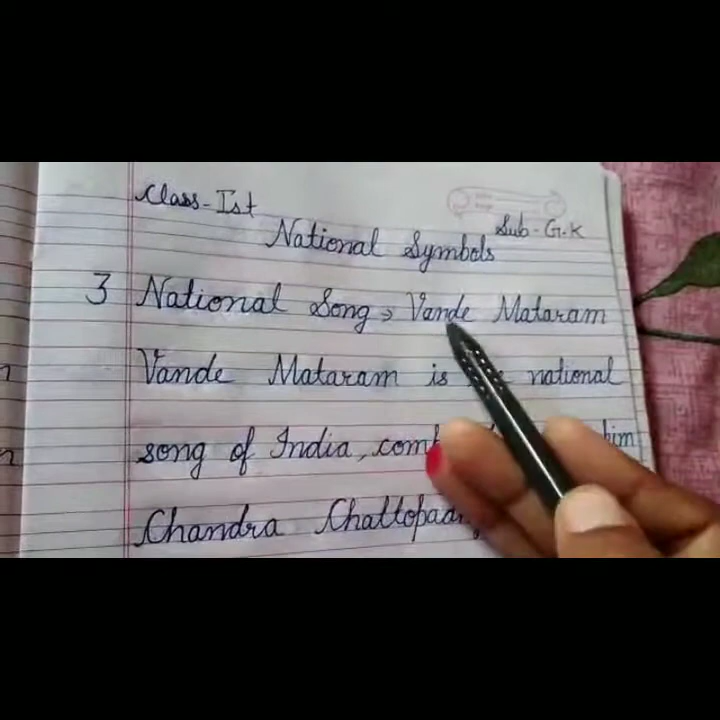 Class-Ist
Sub-G.K
National Symbols
3 National Song → Vande Mataram
Vande Mataram is national
song of India,
Chandra